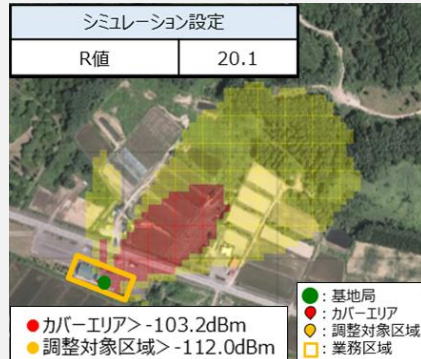 シミュレーション設定
R値 20.1
●カバーエリア> -103.2dBm
●調整対象区域> -112.0dBm
：基地局
：カバーエリア
：調整対象区域
：業務区域